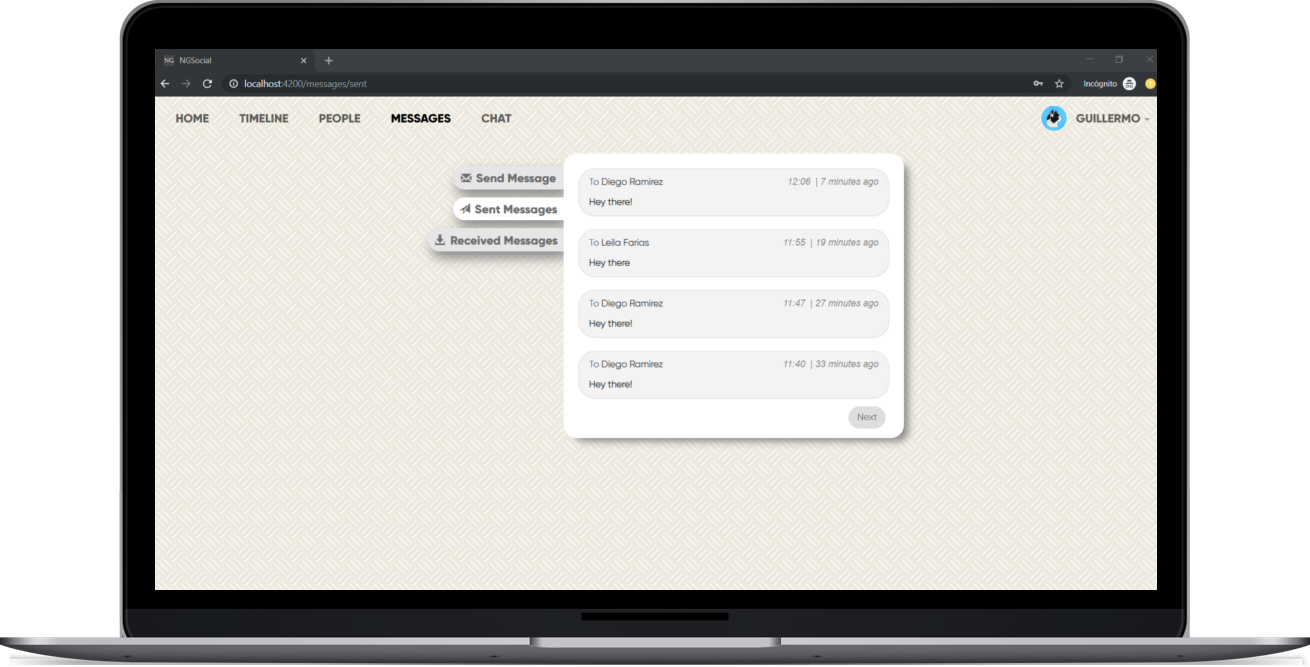 NG NGSocial
localhost:4200/messages/sent
Incógnito
HOME TIMELINE PEOPLE MESSAGES CHAT GUILLERMO
Send Message
Sent Messages
Received Messages
To Diego Ramirez 12:06 | 7 minutes ago
Hey there!
To Leila Farias 11:55 | 19 minutes ago
Hey there
To Diego Ramirez 11:47 | 27 minutes ago
Hey there!
To Diego Ramirez 11:40 | 33 minutes ago
Hey there!
Next